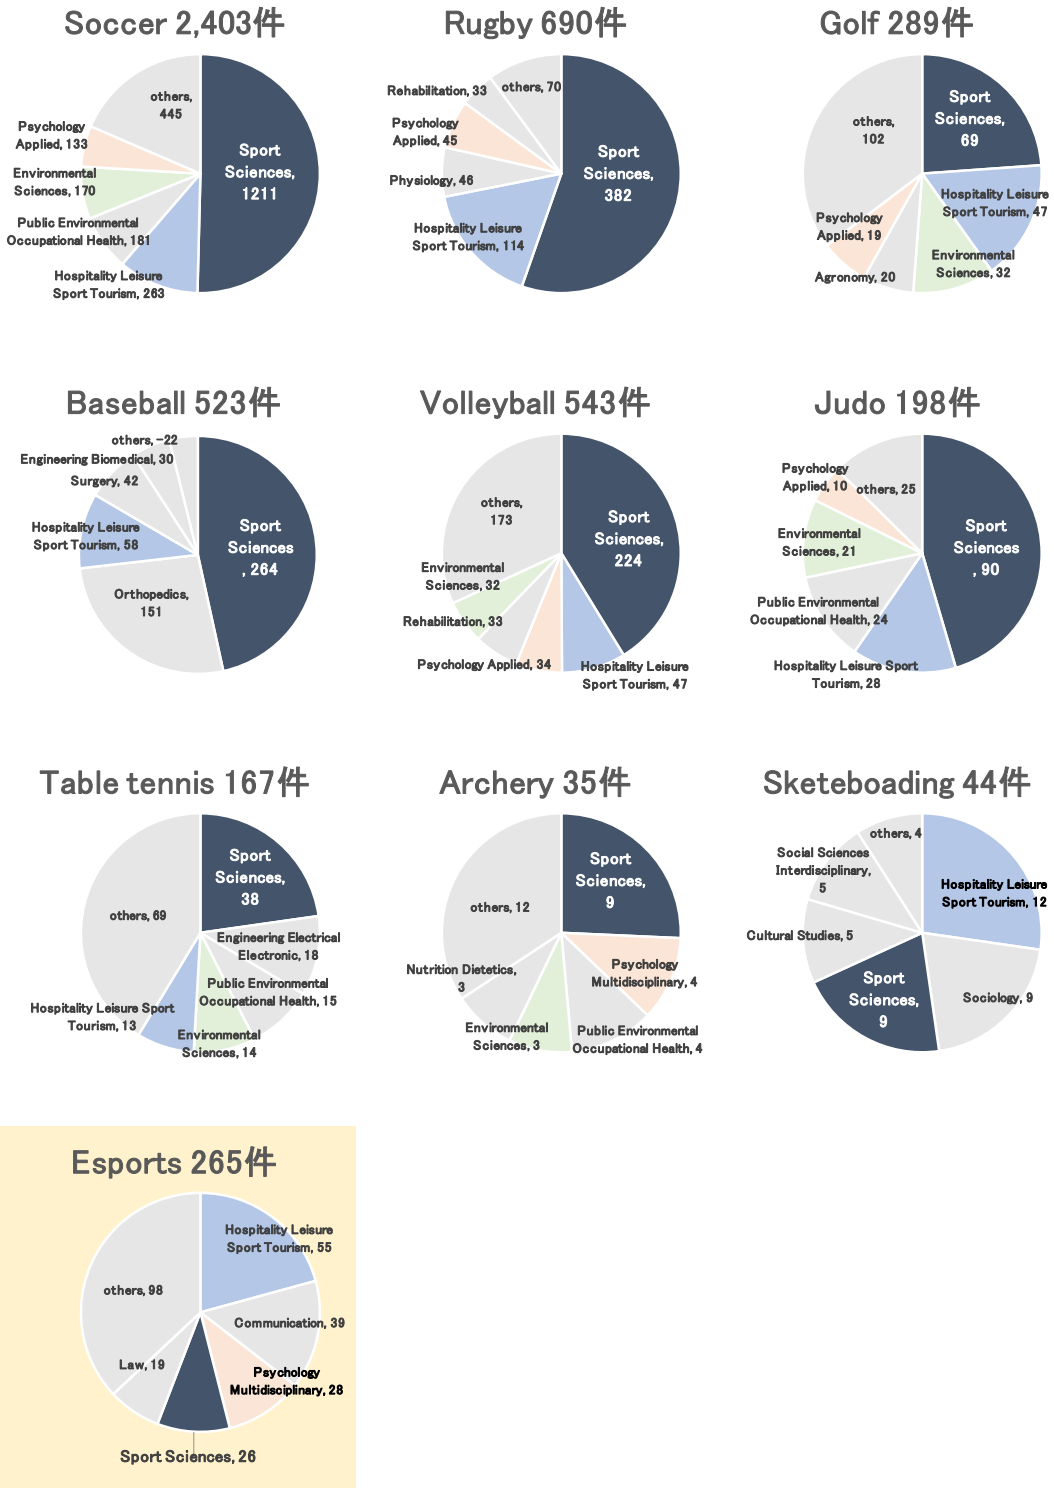 Soccer 2,403件
others,
445
Psychology
Applied, 133
Environmental
Sciences, 170
Public Environmental
Occupational Health, 181
Hospitality Leisure
Sport Tourism, 263
Sport
Sciences,
1211
Rugby 690件
Rehabilitation, 33
others, 70
Psychology
Applied, 45
Physiology, 46
Hospitality Leisure
Sport Tourism, 114
Sport
Sciences,
382
Golf 289件
others,
102
Sport
Sciences,
69
Hospitality Leisure
Sport Tourism, 47
Psychology
Applied, 19
Environmental
Sciences, 32
Agronomy, 20
Baseball 523件
others, -22
Engineering Biomedical, 30
Surgery, 42
Hospitality Leisure
Sport Tourism, 58
Orthopedics,
151
Sport
Sciences
, 264
Volleyball 543件
others,
173
Sport
Sciences,
224
Environmental
Sciences, 32
Rehabilitation, 33
Psychology Applied, 34
Hospitality Leisure
Sport Tourism, 47
Judo 198件
Psychology
Applied, 10
others, 25
Environmental
Sciences, 21
Public Environmental
Occupational Health, 24
Hospitality Leisure Sport
Tourism, 28
Sport
Sciences
, 90
Table tennis 167件
others, 69
Sport
Sciences,
38
Engineering Electrical
Electronic, 18
Public Environmental
Occupational Health, 15
Hospitality Leisure Sport
Tourism, 13
Environmental
Sciences, 14
Archery 35件
others, 12
Sport
Sciences,
9
Nutrition Dietetics,
3
Psychology
Multidisciplinary, 4
Environmental
Sciences, 3
Public Environmental
Occupational Health, 4
Sketeboading 44件
others, 4
Social Sciences
Interdisciplinary,
5
Hospitality Leisure
Sport Tourism, 12
Cultural Studies, 5
Sport
Sciences,
9
Sociology, 9
Esports 265件
Hospitality Leisure
Sport Tourism, 55
others, 98
Communication, 39
Law, 19
Psychology
Multidisciplinary, 28
Sport Sciences, 26